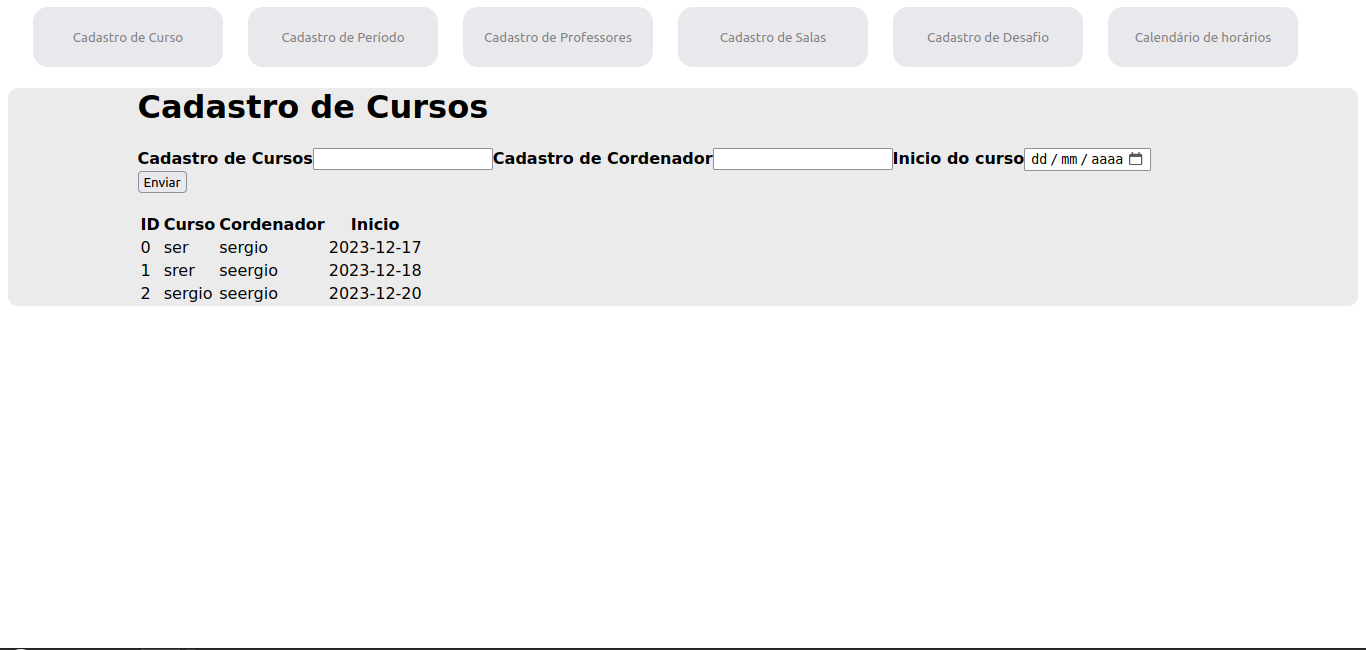 Cadastro de Curso Cadastro de Período Cadastro de Professores Cadastro de Salas Cadastro de Desafio Calendário de horários
Cadastro de Cursos
Cadastro de Cursos Cadastro de Cordenador Inicio do curso dd / mm / aaaa
Enviar
ID Curso Cordenador Inicio
0 ser sergio 2023-12-17
1 srer seergio 2023-12-18
2 sergio seergio 2023-12-20